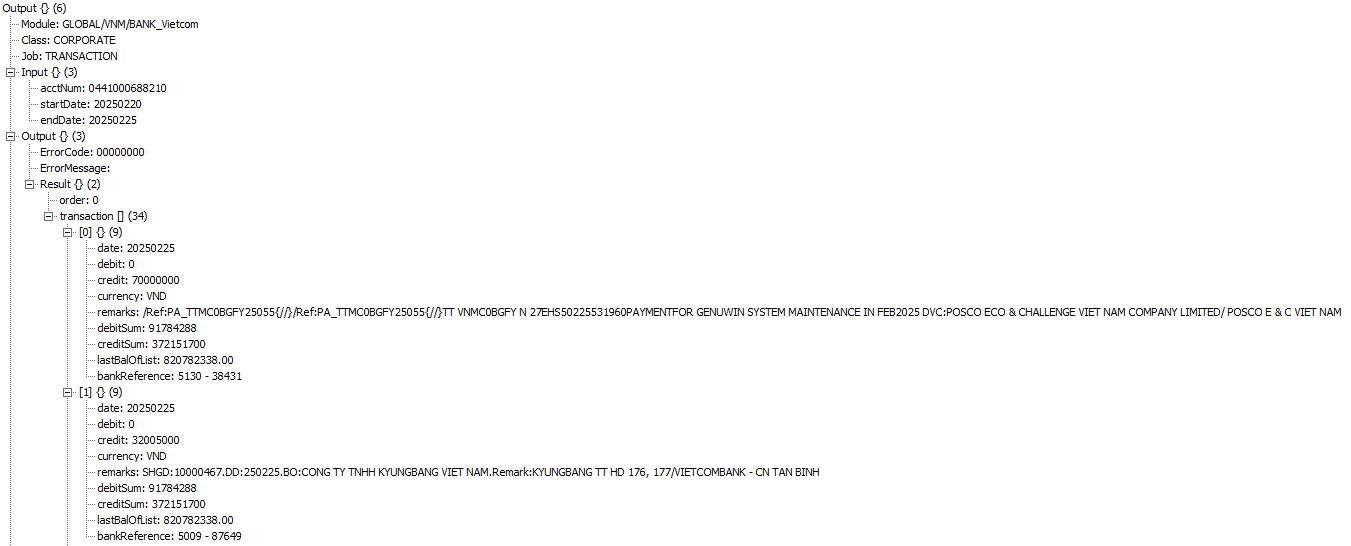 Output {} (6)
Module: GLOBAL/VNM/BANK_Vietcom
Class: CORPORATE
Job: TRANSACTION
Input {} (3)
acctNum: 0441000688210
startDate: 20250220
endDate: 20250225
Output {} (3)
ErrorCode: 00000000
ErrorMessage:
Result {} (2)
order: 0
transaction [] (34)
[0] {} (9)
date: 20250225
debit: 0
credit: 70000000
currency: VND
remarks: /Ref:PA_TTMC0BGFY25055{//}/Ref:PA_TTMC0BGFY25055{//}TT VNMC0BGFY N 27EHS50225531960PAYMENTFOR GENUWIN SYSTEM MAINTENANCE IN FEB2025 DVC:POSCO ECO & CHALLENGE VIET NAM COMPANY LIMITED/ POSCO E & C VIET NAM
debitSum: 91784288
creditSum: 372151700
lastBalOfList: 820782338.00
bankReference: 5130 - 38431
[1] {} (9)
date: 20250225
debit: 0
credit: 32005000
currency: VND
remarks: SHGD:10000467.DD:250225.BO:CONG TY TNHH KYUNGBANG VIET NAM.Remark:KYUNGBANG TT HD 176, 177/VIETCOMBANK - CN TAN BINH
debitSum: 91784288
creditSum: 372151700
lastBalOfList: 820782338.00
bankReference: 5009 - 87649